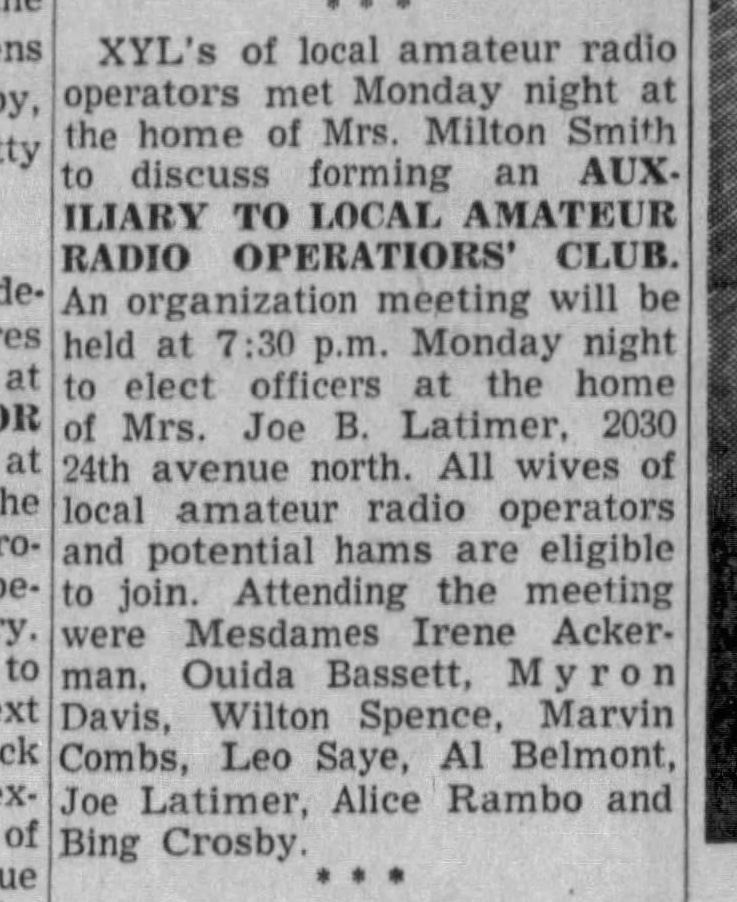 * * *
XYL's of local amateur radio
operators met Monday night at
the home of Mrs. Milton Smith
to discuss forming an AUX-
ILIARY TO LOCAL AMATEUR
RADIO OPERATIORS' CLUB.
An organization meeting will be
held at 7:30 p.m. Monday night
to elect officers at the home
of Mrs. Joe B. Latimer, 2030
24th avenue north. All wives of
local amateur radio operators
and potential hams are eligible
to join. Attending the meeting
were Mesdames Irene Acker-
man, Ouida Bassett, Myron
Davis, Wilton Spence, Marvin
Combs, Leo Saye, Al Belmont,
Joe Latimer, Alice Rambo and
Bing Crosby.
* * *